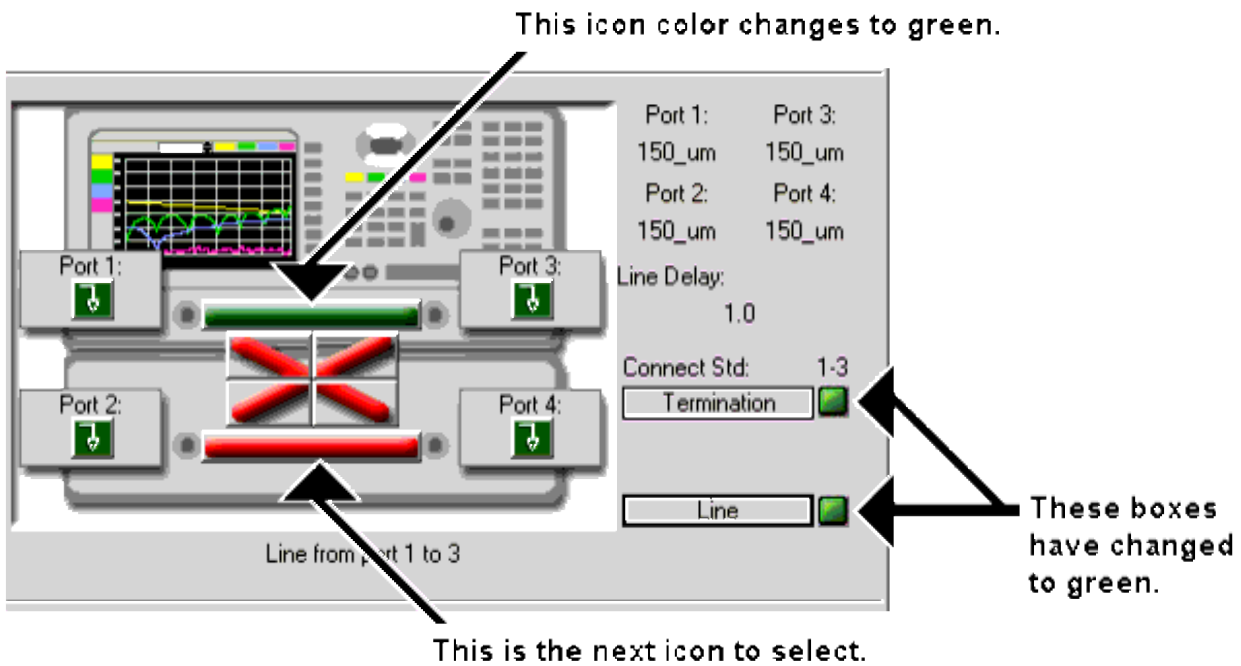 This icon color changes to green.
Port 1: Port 3:
150_um 150_um
Port 2: Port 4:
150_um 150_um
Line Delay:
1.0
Connect Std: 1-3
Termination
Line
Port 1:
Port 3:
Port 2:
Port 4:
Line from port 1 to 3
These boxes
have changed
to green.
This is the next icon to select.